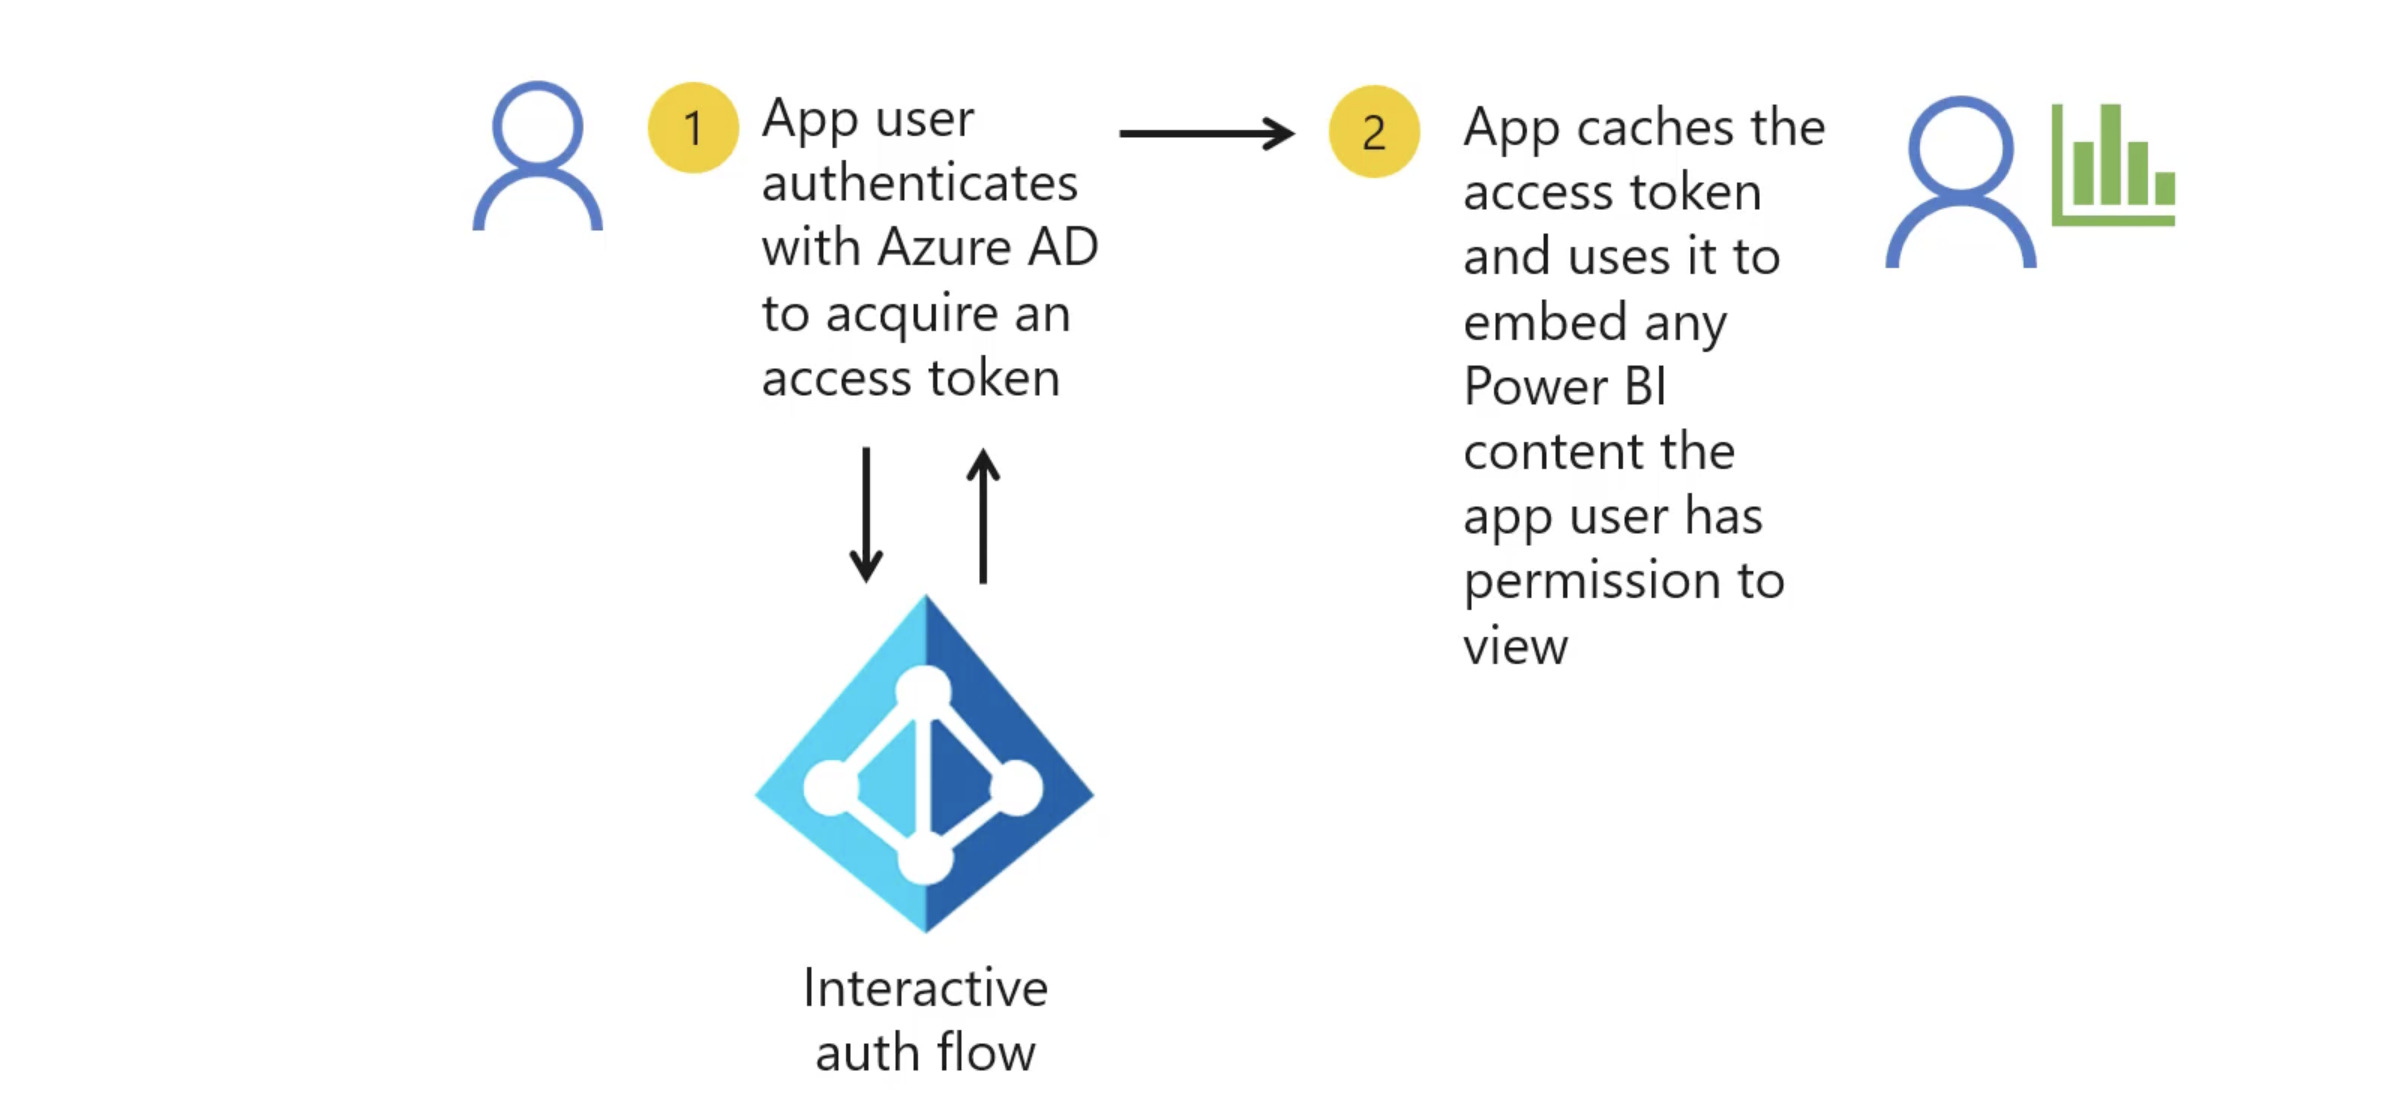 1
App user
authenticates
with Azure AD
to acquire an
access token
Interactive
auth flow
2
App caches the
access token
and uses it to
embed any
Power BI
content the
app user has
permission to
view